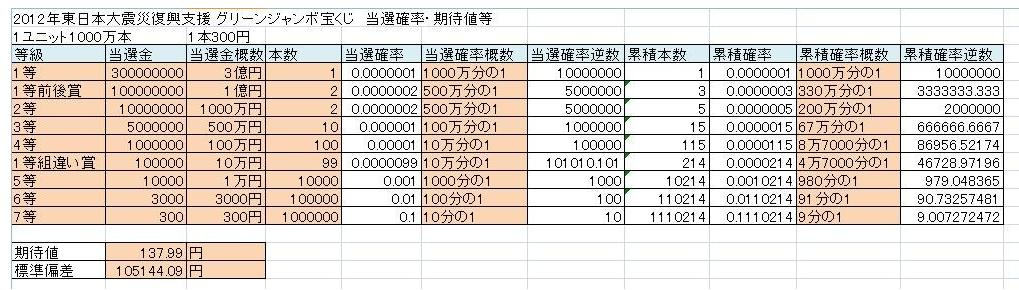 2012年東日本大震災復興支援 グリーンジャンボ宝くじ 当選確率・期待値等
1ユニット1000万本 1本300円
等級 当選金 当選金概数 本数 当選確率 当選確率概数 当選確率逆数 累積本数 累積確率 累積確率概数 累積確率逆数
1等 300000000 3億円 1 0.0000001 1000万分の1 10000000 1 0.0000001 1000万分の1 10000000
1等前後賞 100000000 1億円 2 0.0000002 500万分の1 5000000 3 0.0000003 330万分の1 3333333.333
2等 10000000 1000万円 2 0.0000002 500万分の1 5000000 5 0.0000005 200万分の1 2000000
3等 5000000 500万円 10 0.000001 100万分の1 1000000 15 0.0000015 67万分の1 666666.6667
4等 1000000 100万円 100 0.00001 10万分の1 100000 115 0.0000115 8万7000分の1 86956.52174
1等組違い賞 100000 10万円 99 0.0000099 10万分の1 101010.101 214 0.0000214 4万7000分の1 46728.97196
5等 10000 1万円 10000 0.001 1000分の1 1000 10214 0.0010214 980分の1 979.048365
6等 3000 3000円 100000 0.01 100分の1 100 110214 0.0110214 91分の1 90.73257481
7等 300 300円 1000000 0.1 10分の1 10 1110214 0.1110214 9分の1 9.007272472
期待値 137.99 円
標準偏差 105144.09 円